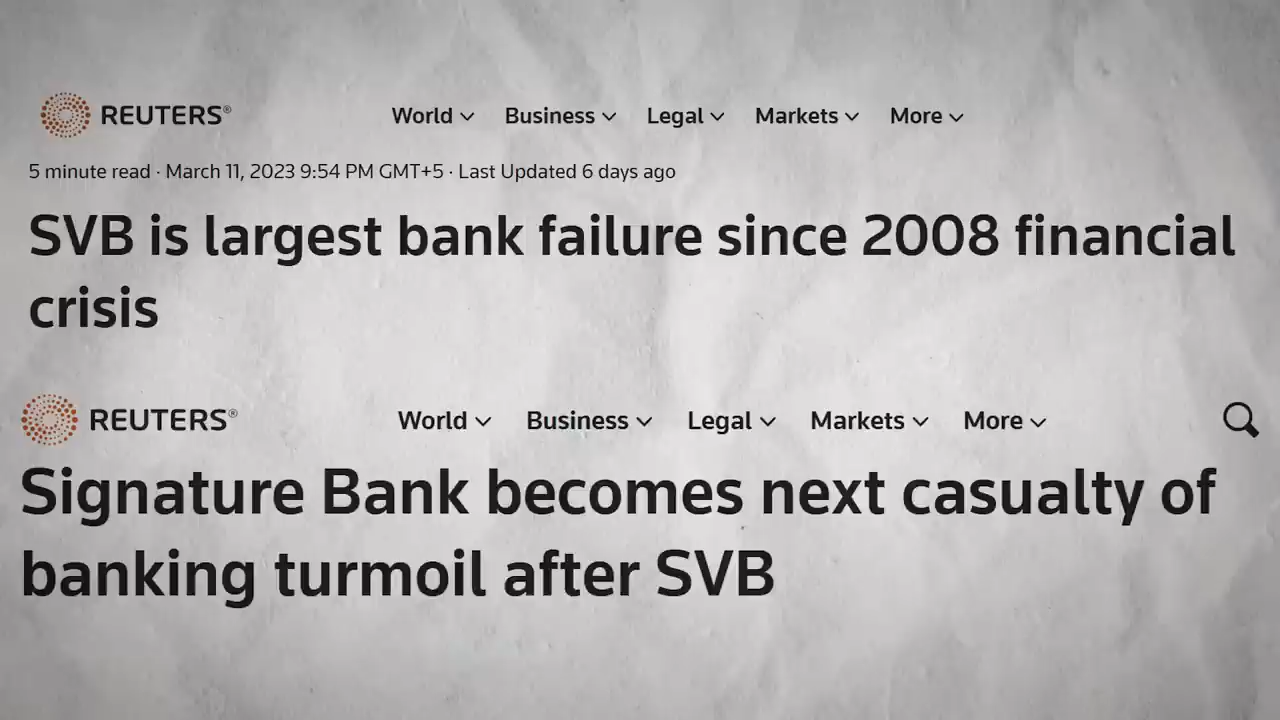 REUTERS® World Business Legal Markets More
5 minute read · March 11, 2023 9:54 PM GMT+5 · Last Updated 6 days ago
SVB is largest bank failure since 2008 financial
crisis
REUTERS® World Business Legal Markets More
Signature Bank becomes next casualty of
banking turmoil after SVB